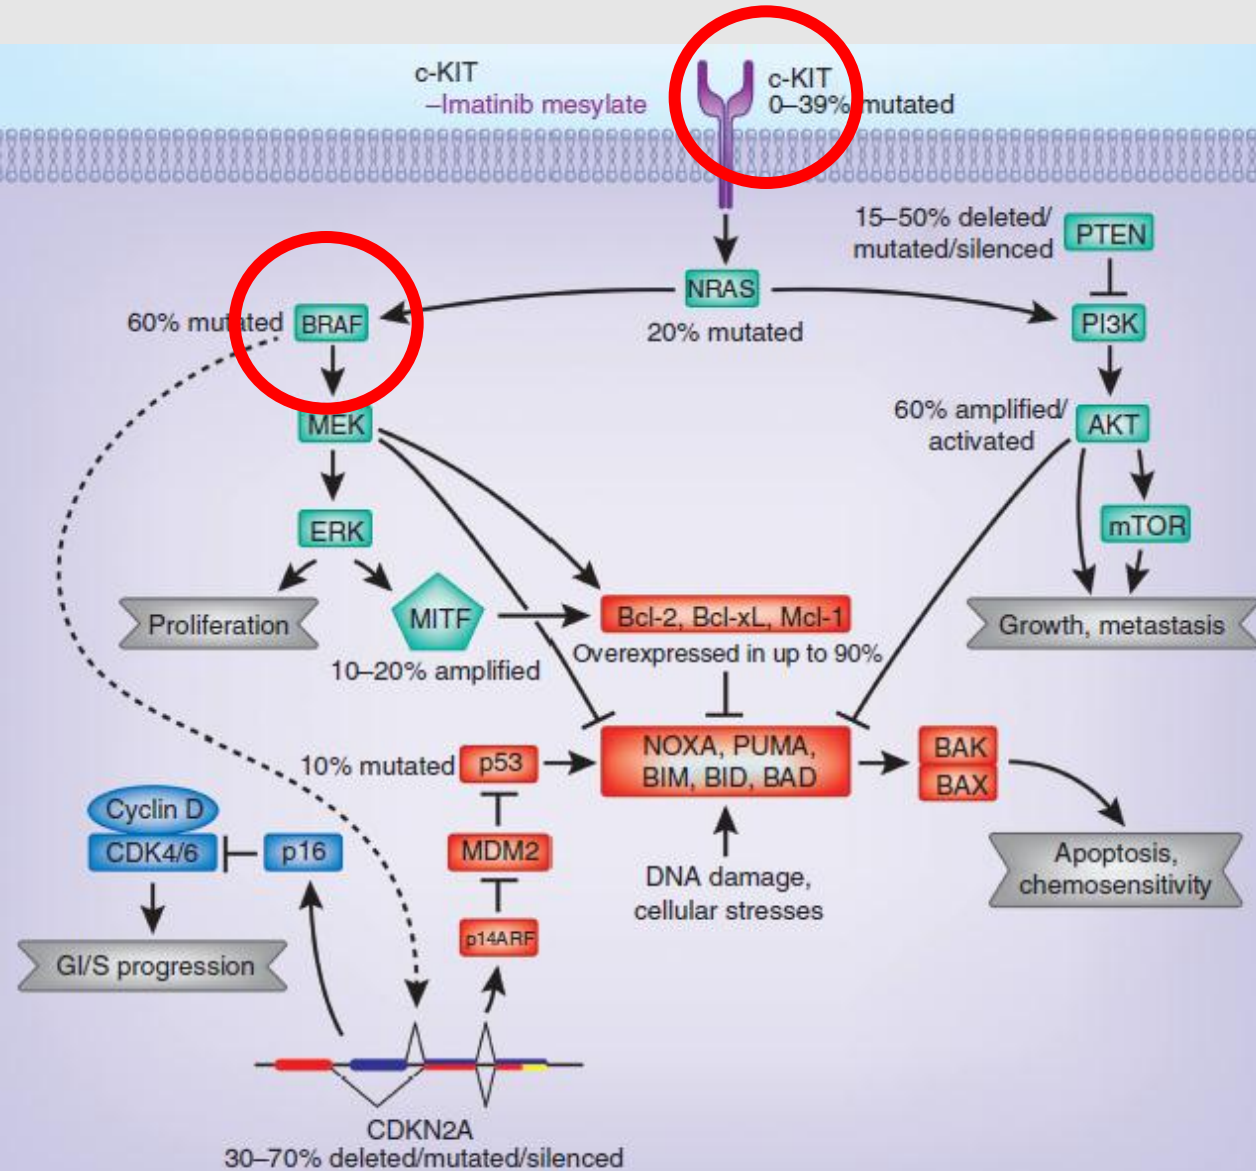 c-KIT
–Imatinib mesylate
c-KIT
0–39% mutated
15–50% deleted/
mutated/silenced
PTEN
NRAS
20% mutated
60% mutated
BRAF
PI3K
MEK
60% amplified/
activated
AKT
ERK
mTOR
Proliferation
MITF
10–20% amplified
Bcl-2, Bcl-xL, Mcl-1
Overexpressed in up to 90%
Growth, metastasis
10% mutated
p53
NOXA, PUMA,
BIM, BID, BAD
BAK
BAX
Cyclin D
CDK4/6
p16
MDM2
DNA damage,
cellular stresses
Apoptosis,
chemosensitivity
p14ARF
GI/S progression
CDKN2A
30–70% deleted/mutated/silenced